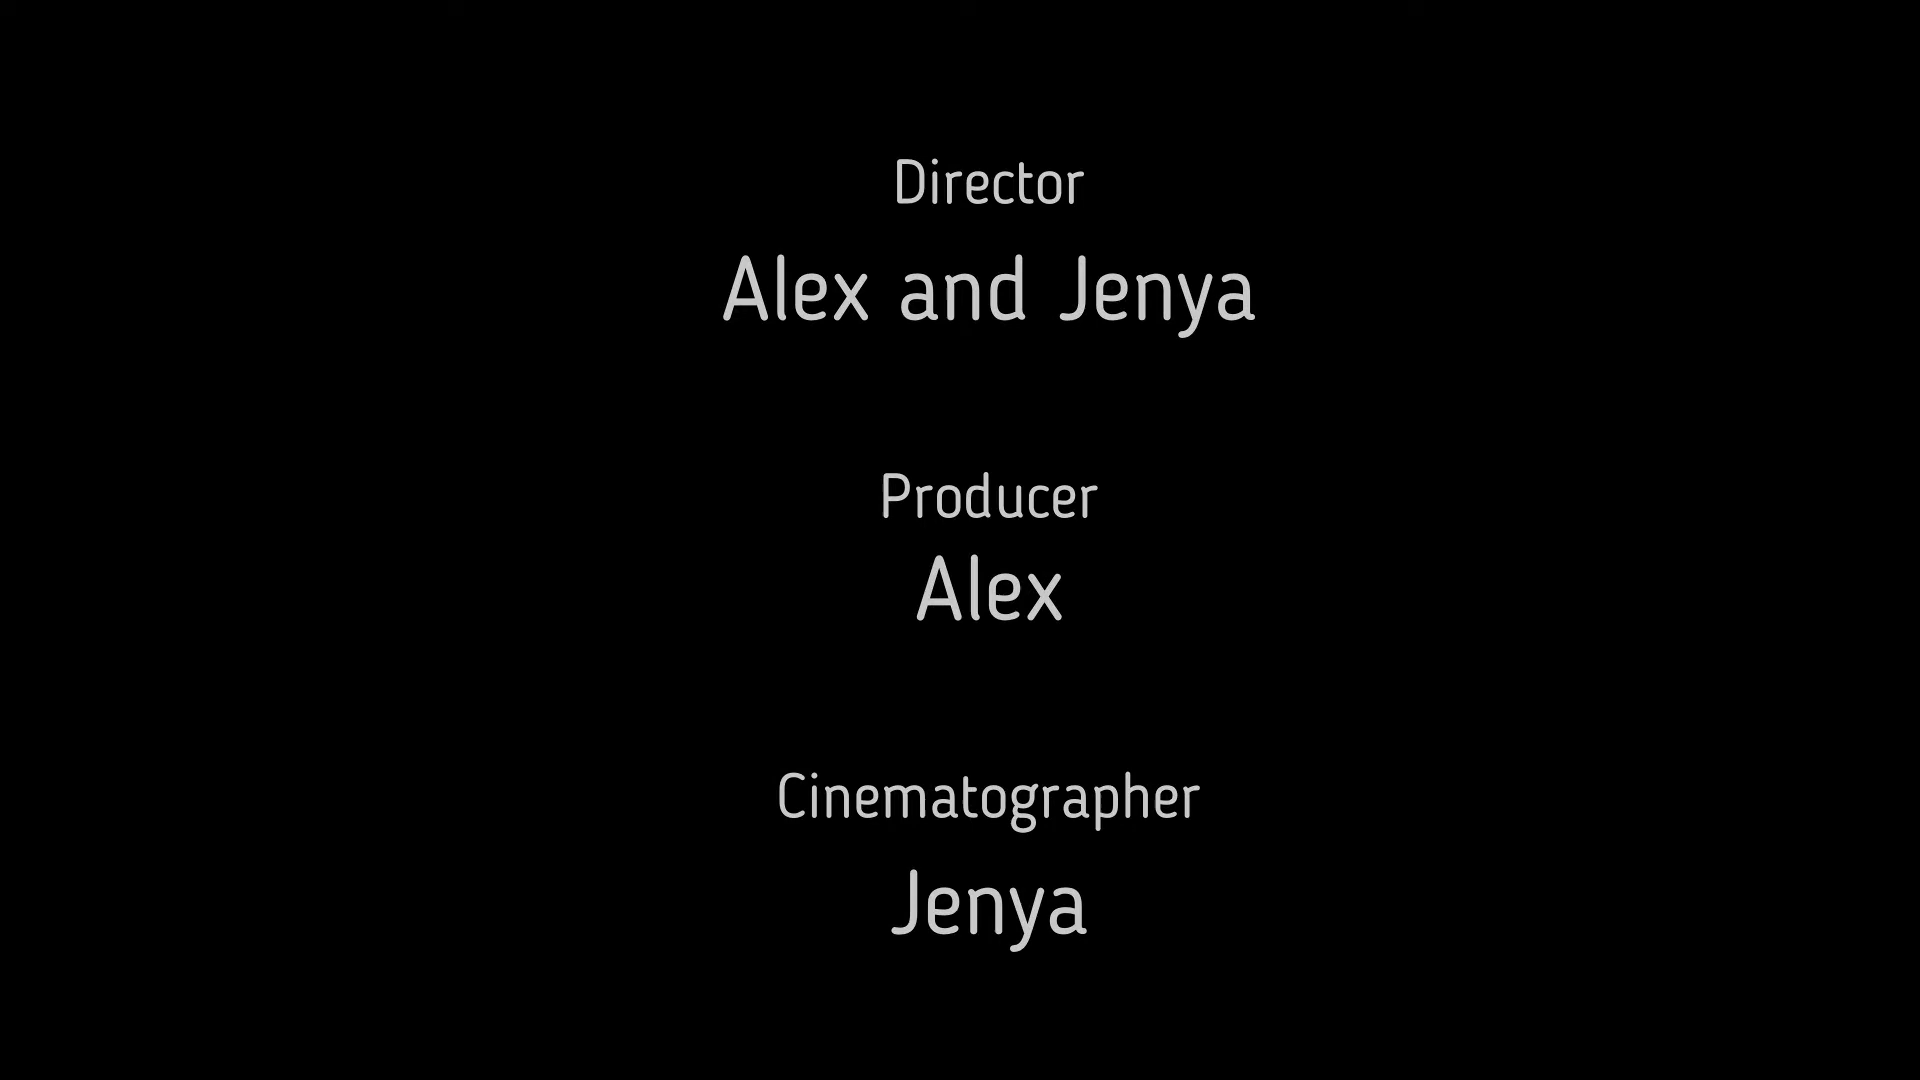 Director
Alex and Jenya
Producer
Alex
Cinematographer
Jenya